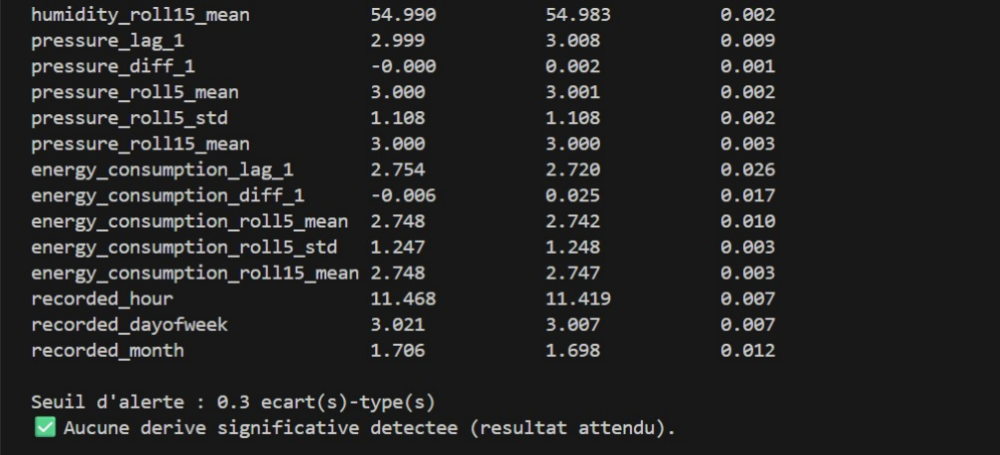 humidity_roll15_mean 54.990 54.983 0.002
pressure_lag_1 2.999 3.008 0.009
pressure_diff_1 -0.000 0.002 0.001
pressure_roll5_mean 3.000 3.001 0.002
pressure_roll5_std 1.108 1.108 0.002
pressure_roll15_mean 3.000 3.000 0.003
energy_consumption_lag_1 2.754 2.720 0.026
energy_consumption_diff_1 -0.006 0.025 0.017
energy_consumption_roll5_mean 2.748 2.742 0.010
energy_consumption_roll5_std 1.247 1.248 0.003
energy_consumption_roll15_mean 2.748 2.747 0.003
recorded_hour 11.468 11.419 0.007
recorded_dayofweek 3.021 3.007 0.007
recorded_month 1.706 1.698 0.012
Seuil d'alerte : 0.3 ecart(s)-type(s)
✅ Aucune derive significative detectee (resultat attendu).